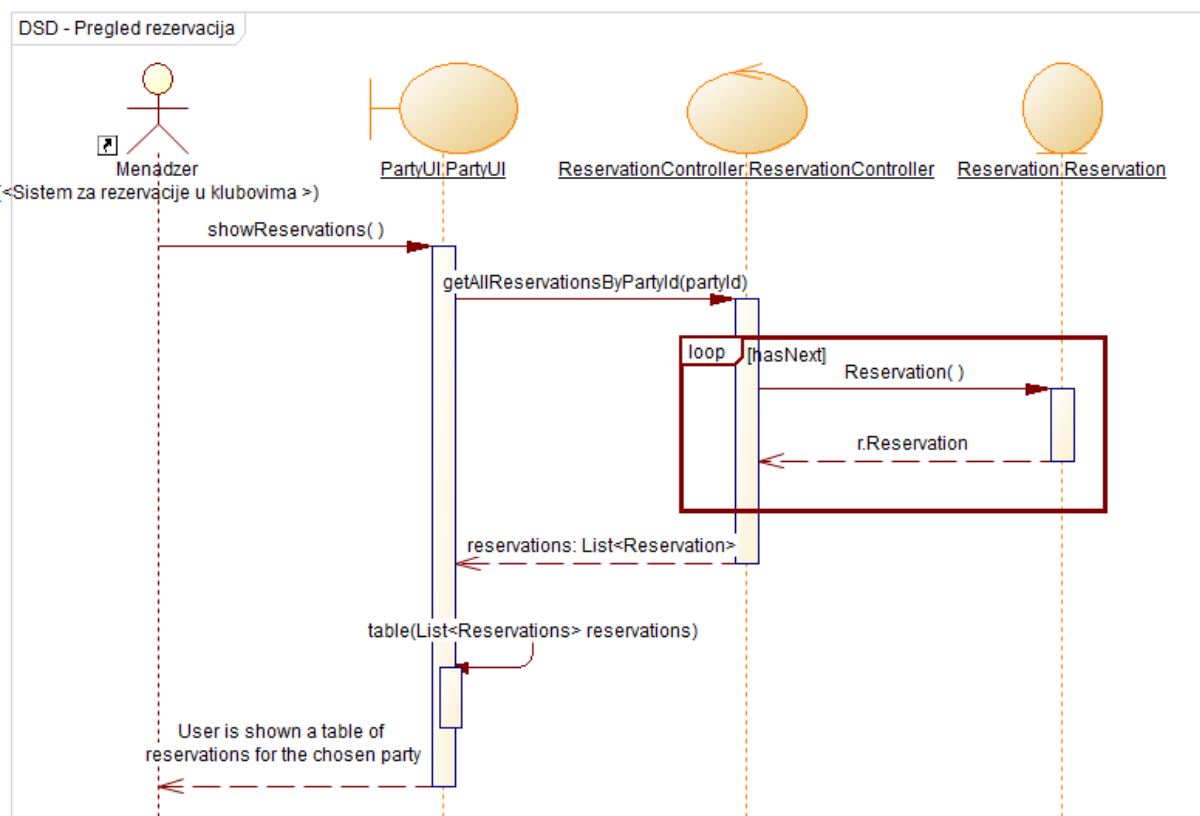 DSD - Pregled rezervacija
Menadzer
<Sistem za rezervacije u klubovima >)
PartyUI:PartyUI
ReservationController:ReservationController
Reservation:Reservation
showReservations( )
getAllReservationsByPartyId(partyId)
loop
[hasNext]
Reservation( )
r.Reservation
reservations: List<Reservation>
table(List<Reservations> reservations)
User is shown a table of
reservations for the chosen party